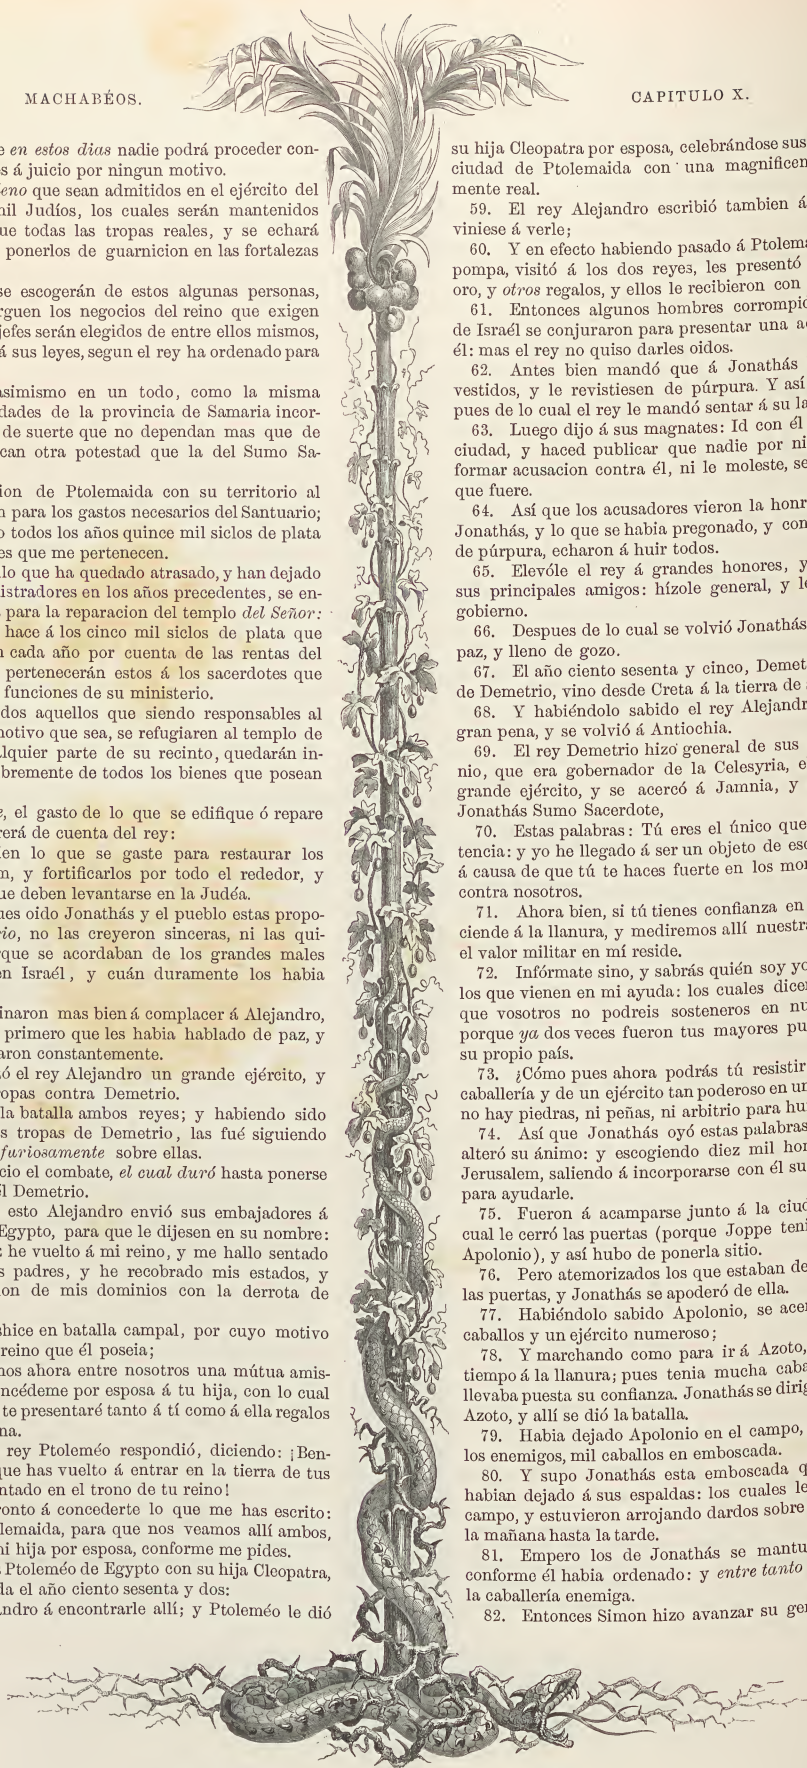 MACHABÉOS.
CAPITULO X.
e en estos dias nadie podrá proceder con-
s á juicio por ningun motivo.
eno que sean admitidos en el ejército del
mil Judíos, los cuales serán mantenidos
ue todas las tropas reales, y se echará
ponerlos de guarnicion en las fortalezas
se escogerán de estos algunas personas,
rguen los negocios del reino que exigen
jefes serán elegidos de entre ellos mismos,
á sus leyes, segun el rey ha ordenado para
asimismo en un todo, como la misma
dades de la provincia de Samaria incor-
de suerte que no dependan mas que de
can otra potestad que la del Sumo Sa-
ion de Ptolemaida con su territorio al
n para los gastos necesarios del Santuario;
o todos los años quince mil siclos de plata
es que me pertenecen.
lo que ha quedado atrasado, y han dejado
istradores en los años precedentes, se en-
para la reparacion del templo del Señor:
hace á los cinco mil siclos de plata que
n cada año por cuenta de las rentas del
pertenecerán estos á los sacerdotes que
funciones de su ministerio.
dos aquellos que siendo responsables al
motivo que sea, se refugiaren al templo de
alquier parte de su recinto, quedarán in-
bremente de todos los bienes que posean
e, el gasto de lo que se edifique ó repare
rerá de cuenta del rey:
ien lo que se gaste para restaurar los
n, y fortificarlos por todo el rededor, y
ue deben levantarse en la Judéa.
ues oido Jonathás y el pueblo estas propo-
rio, no las creyeron sinceras, ni las qui-
rque se acordaban de los grandes males
en Israél, y cuán duramente los habia
inaron mas bien á complacer á Alejandro,
primero que les habia hablado de paz, y
aron constantemente.
ó el rey Alejandro un grande ejército, y
ropas contra Demetrio.
la batalla ambos reyes; y habiendo sido
s tropas de Demetrio, las fué siguiendo
furiosamente sobre ellas.
cio el combate, el cual duró hasta ponerse
l Demetrio.
esto Alejandro envió sus embajadores á
Egypto, para que le dijesen en su nombre:
he vuelto á mi reino, y me hallo sentado
s padres, y he recobrado mis estados, y
on de mis dominios con la derrota de
shice en batalla campal, por cuyo motivo
reino que él poseia;
mos ahora entre nosotros una mútua amis-
ncédeme por esposa á tu hija, con lo cual
te presentaré tanto á tí como á ella regalos
na.
rey Ptoleméo respondió, diciendo: ¡Ben-
que has vuelto á entrar en la tierra de tus
ntado en el trono de tu reino!
ronto á concederte lo que me has escrito:
lemaida, para que nos veamos allí ambos,
mi hija por esposa, conforme me pides.
Ptoleméo de Egypto con su hija Cleopatra,
da el año ciento sesenta y dos:
andro á encontrarle allí; y Ptoleméo le dió
su hija Cleopatra por esposa, celebrándose sus
ciudad de Ptolemaida con una magnificen
mente real.
59. El rey Alejandro escribió tambien á
viniese á verle;
60. Y en efecto habiendo pasado á Ptolema
pompa, visitó á los dos reyes, les presentó
oro, y otros regalos, y ellos le recibieron con
61. Entonces algunos hombres corrompid
de Israél se conjuraron para presentar una a
él: mas el rey no quiso darles oidos.
62. Antes bien mandó que á Jonathás
vestidos, y le revistiesen de púrpura. Y así
pues de lo cual el rey le mandó sentar á su la
63. Luego dijo á sus magnates: Id con él
ciudad, y haced publicar que nadie por ni
formar acusacion contra él, ni le moleste, se
que fuere.
64. Así que los acusadores vieron la honr
Jonathás, y lo que se habia pregonado, y con
de púrpura, echaron á huir todos.
65. Elevóle el rey á grandes honores, y
sus principales amigos: hízole general, y le
gobierno.
66. Despues de lo cual se volvió Jonathás
paz, y lleno de gozo.
67. El año ciento sesenta y cinco, Demet
de Demetrio, vino desde Creta á la tierra de
68. Y habiéndolo sabido el rey Alejandr
gran pena, y se volvió á Antiochia.
69. El rey Demetrio hizo general de sus
nio, que era gobernador de la Celesyria, e
grande ejército, y se acercó á Jamnia, y
Jonathás Sumo Sacerdote,
70. Estas palabras: Tú eres el único que
tencia: y yo he llegado á ser un objeto de esc
á causa de que tú te haces fuerte en los mon
contra nosotros.
71. Ahora bien, si tú tienes confianza en
ciende á la llanura, y mediremos allí nuestra
el valor militar en mí reside.
72. Infórmate sino, y sabrás quién soy yo
los que vienen en mi ayuda: los cuales dicen
que vosotros no podreis sosteneros en nu
porque ya dos veces fueron tus mayores pu
su propio país.
73. ¿Cómo pues ahora podrás tú resistir
caballería y de un ejército tan poderoso en un
no hay piedras, ni peñas, ni arbitrio para hui
74. Así que Jonathás oyó estas palabras
alteró su ánimo: y escogiendo diez mil hom
Jerusalem, saliendo á incorporarse con él su
para ayudarle.
75. Fueron á acamparse junto á la ciud
cual le cerró las puertas (porque Joppe teni
Apolonio), y así hubo de ponerla sitio.
76. Pero atemorizados los que estaban de
las puertas, y Jonathás se apoderó de ella.
77. Habiéndolo sabido Apolonio, se acer
caballos y un ejército numeroso;
78. Y marchando como para ir á Azoto,
tiempo á la llanura; pues tenia mucha caba
llevaba puesta su confianza. Jonathás se dirig
Azoto, y allí se dió la batalla.
79. Habia dejado Apolonio en el campo,
los enemigos, mil caballos en emboscada.
80. Y supo Jonathás esta emboscada q
habian dejado á sus espaldas: los cuales le
campo, y estuvieron arrojando dardos sobre
la mañana hasta la tarde.
81. Empero los de Jonathás se mantu
conforme él habia ordenado: y entre tanto
la caballería enemiga.
82. Entonces Simon hizo avanzar su gen